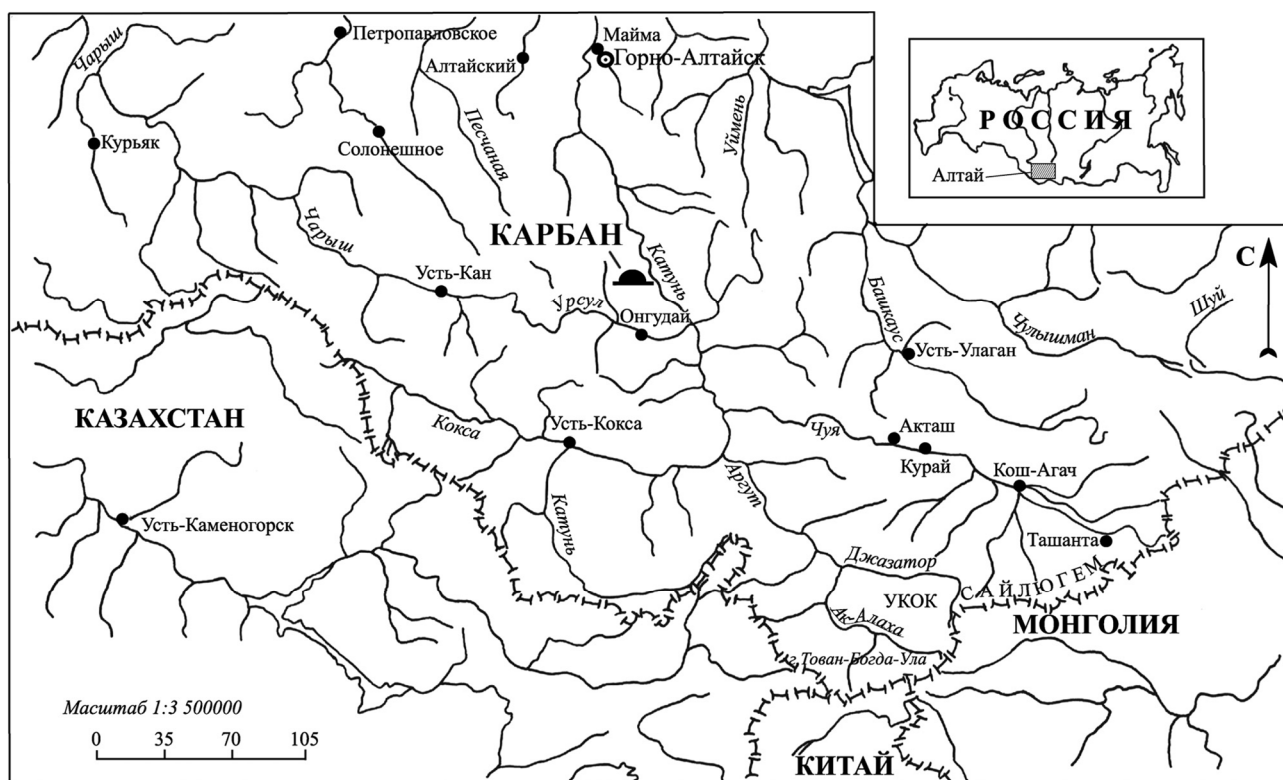 Чарыш
Петропавловское
Алтайский
Майма
Горно-Алтайск
РОССИЯ
Алтай
Курьяк
Солонешное
Песчаная
Уймень
КАРБАН
Чарыш
Катунь
С
Усть-Кан
Урсул
Онгудай
Башкаус
Чулышман
Шуй
Усть-Улаган
КАЗАХСТАН
Кокса
Усть-Кокса
Чуя
Акташ
Курай
Кош-Агач
Аргут
Усть-Каменогорск
Катунь
Ташанта
Джазатор
САЙЛЮГЕМ
УКОК
Ак-Алаха
МОНГОЛИЯ
г. Тован-Богда-Ула
Масштаб 1:3 500000
0 35 70 105
КИТАЙ